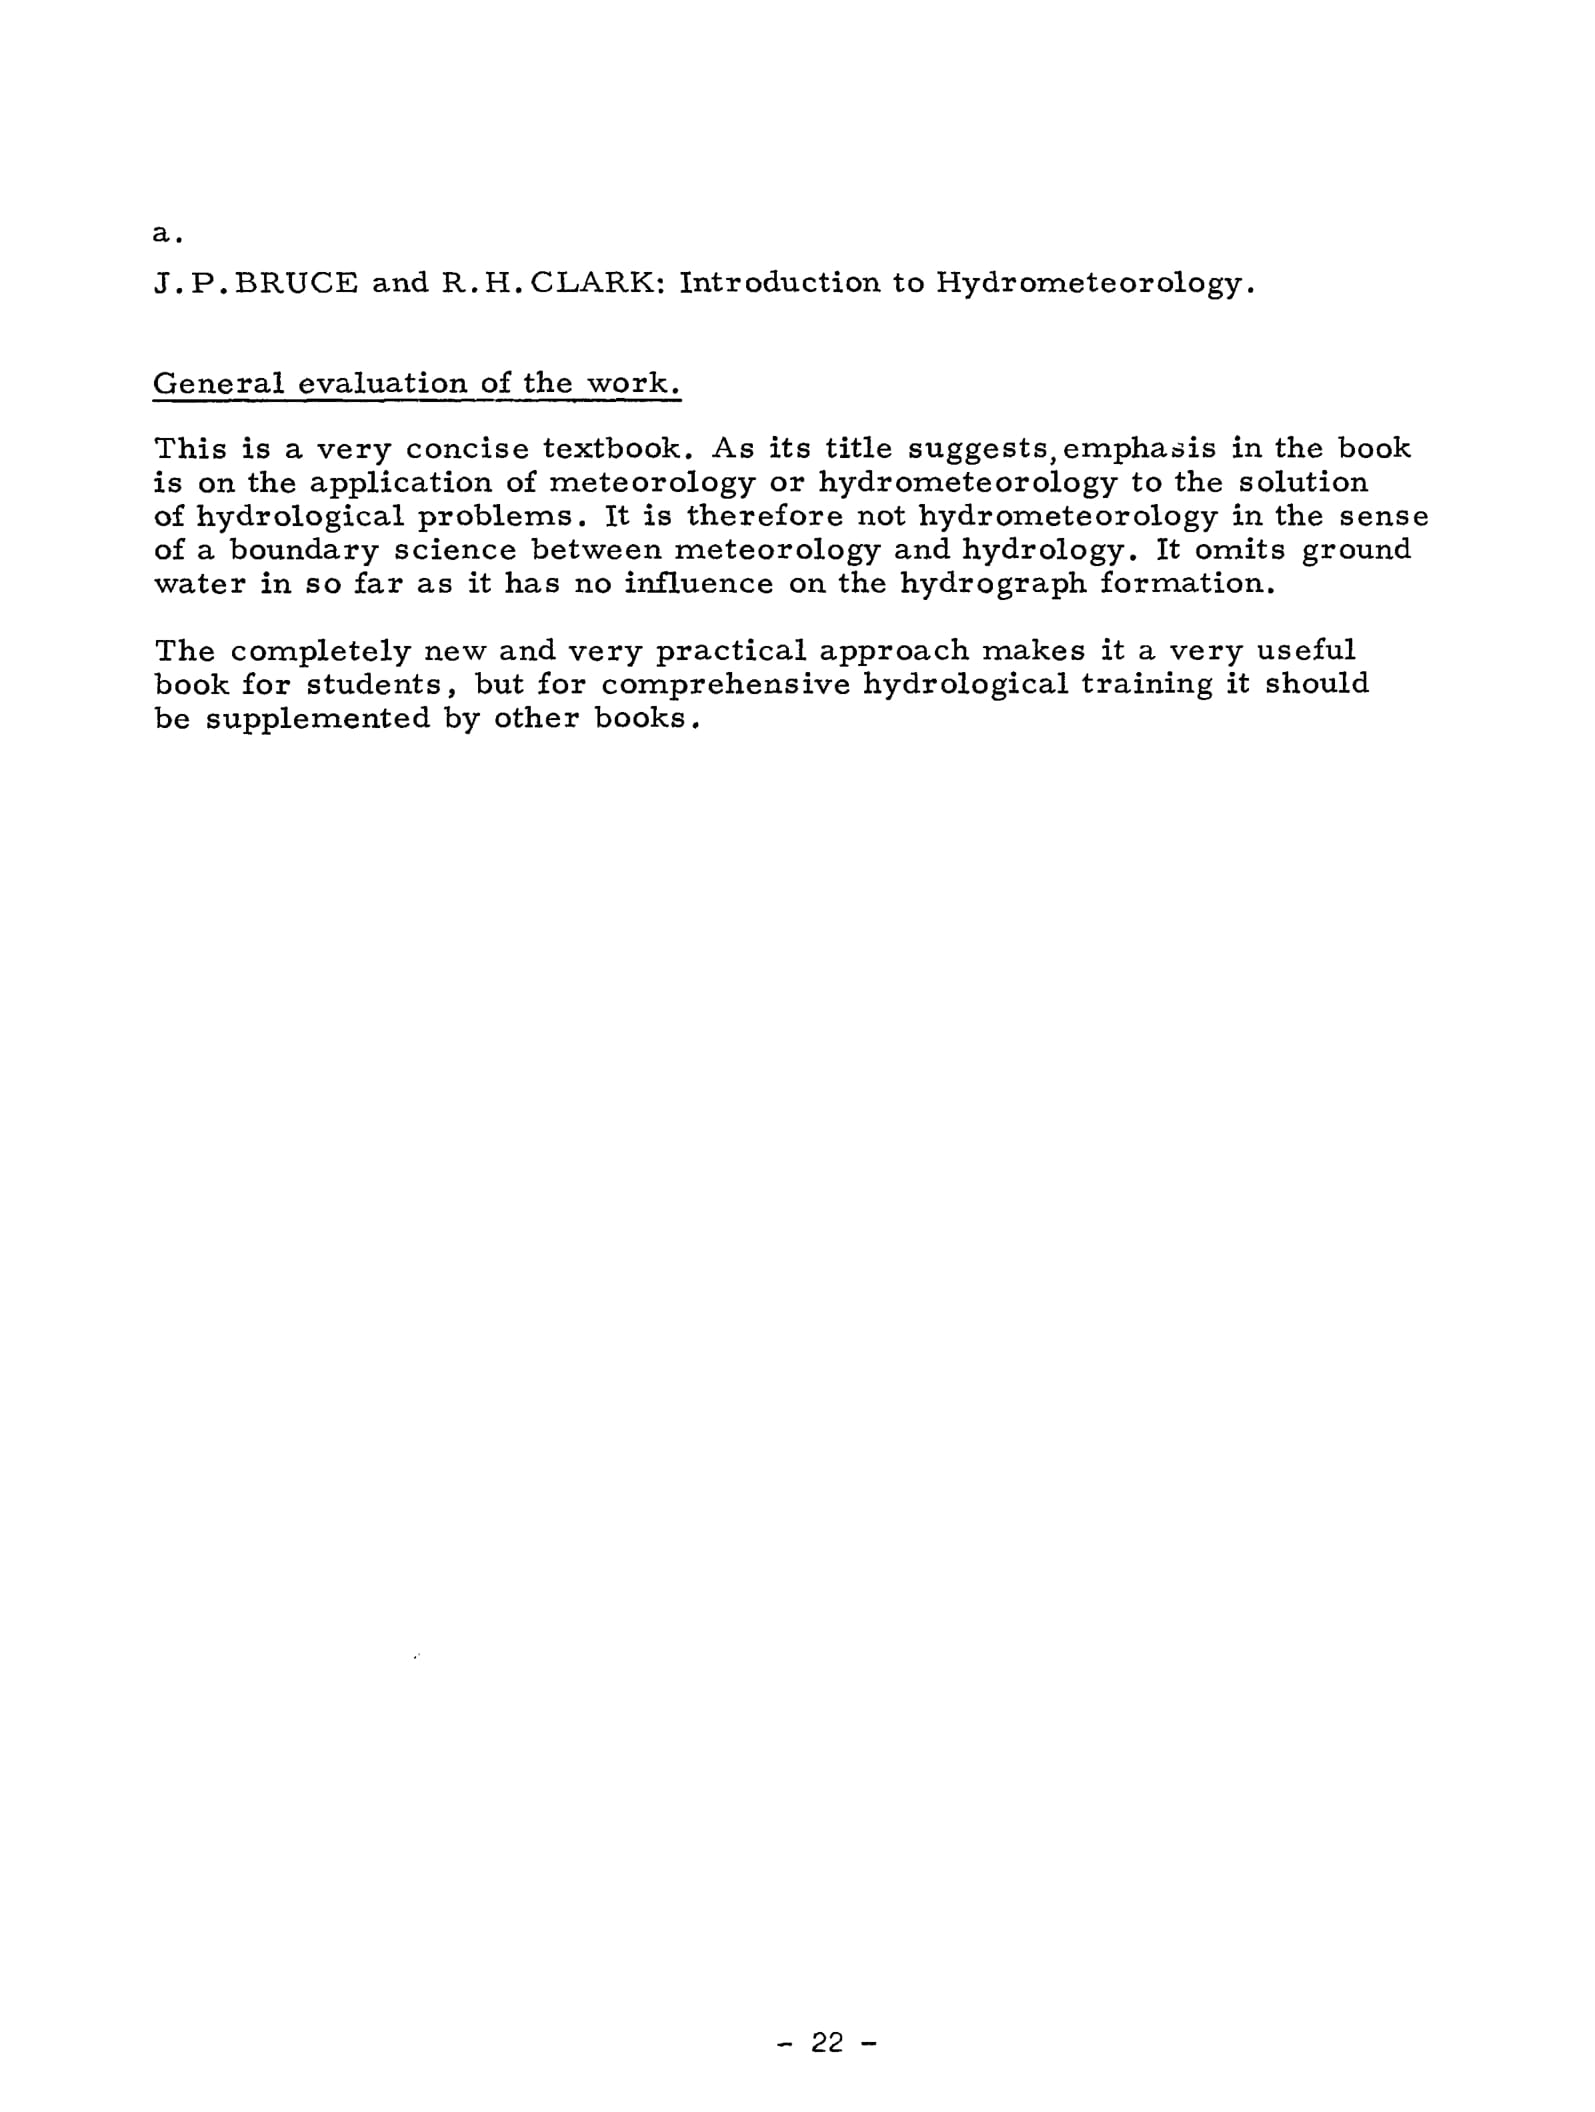 a.
J.P.BRUCE and R.H.CLARK: Introduction to Hydrometeorology.
General evaluation of the work.
This is a very concise textbook. As its title suggests,emphasis in the book
is on the application of meteorology or hydrometeorology to the solution
of hydrological problems. It is therefore not hydrometeorology in the sense
of a boundary science between meteorology and hydrology. It omits ground
water in so far as it has no influence on the hydrograph formation.
The completely new and very practical approach makes it a very useful
book for students, but for comprehensive hydrological training it should
be supplemented by other books.
- 22 -